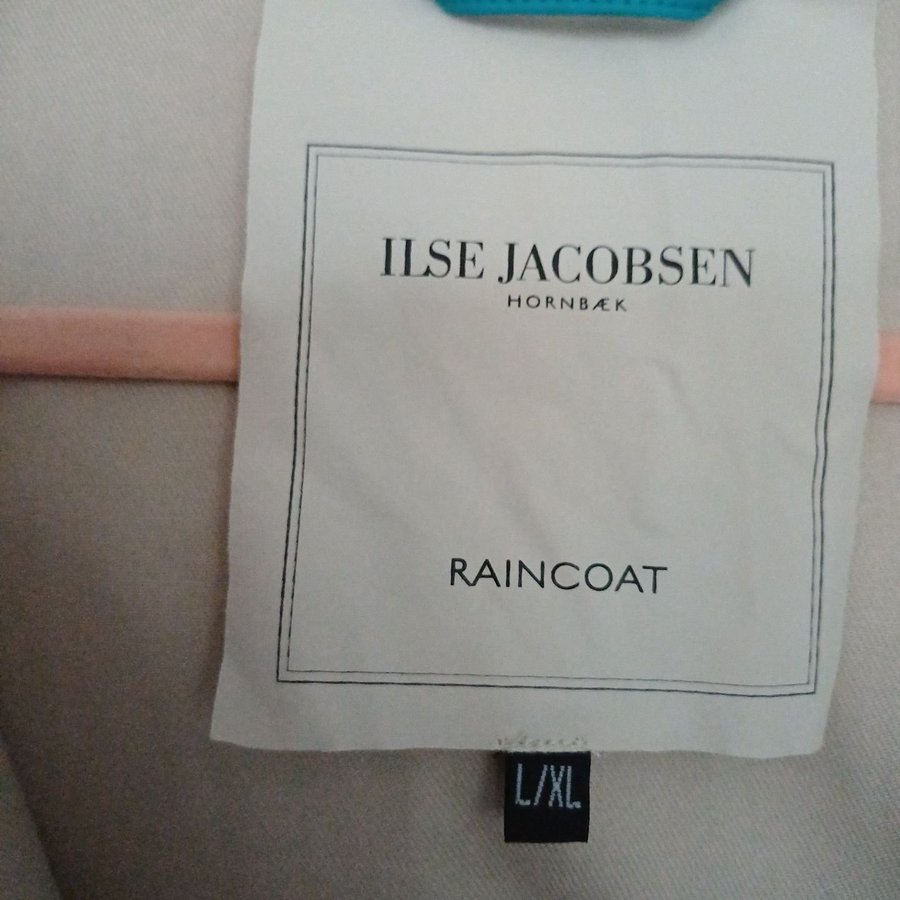 ILSE JACOBSEN
HORNBÆK
RAINCOAT
L/XL